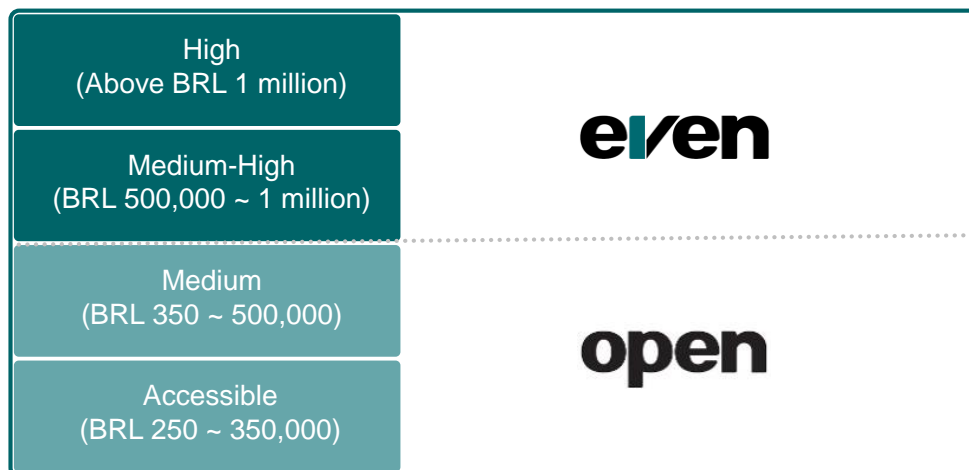 High
(Above BRL 1 million)
even
Medium-High
(BRL 500,000 ~ 1 million)
Medium
(BRL 350 ~ 500,000)
open
Accessible
(BRL 250 ~ 350,000)